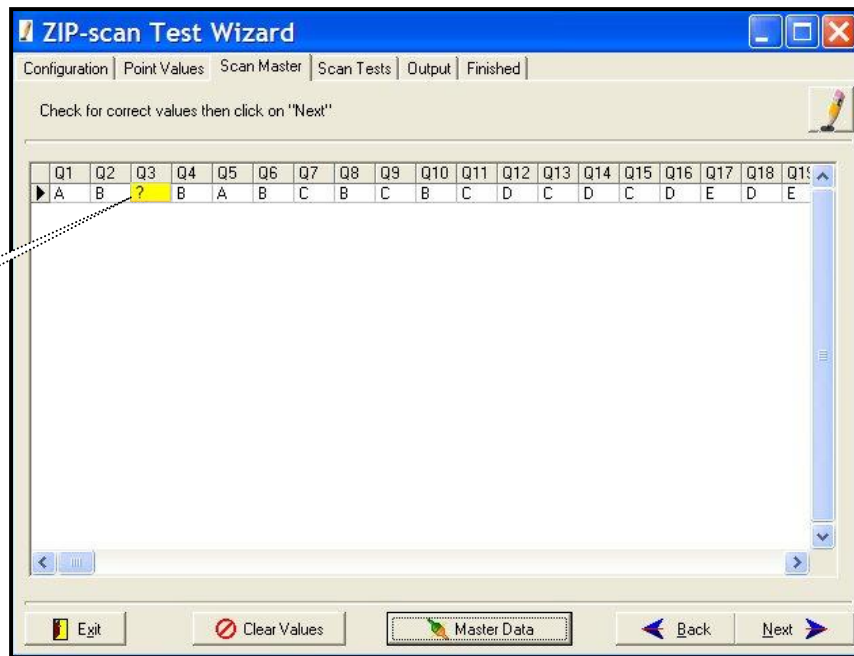 ZIP-scan Test Wizard
Configuration Point Values Scan Master Scan Tests Output Finished
Check for correct values then click on "Next"
Q1 Q2 Q3 Q4 Q5 Q6 Q7 Q8 Q9 Q10 Q11 Q12 Q13 Q14 Q15 Q16 Q17 Q18 Q19
A B ? B A B C B C B C D C D C D E D E
Exit Clear Values Master Data Back Next